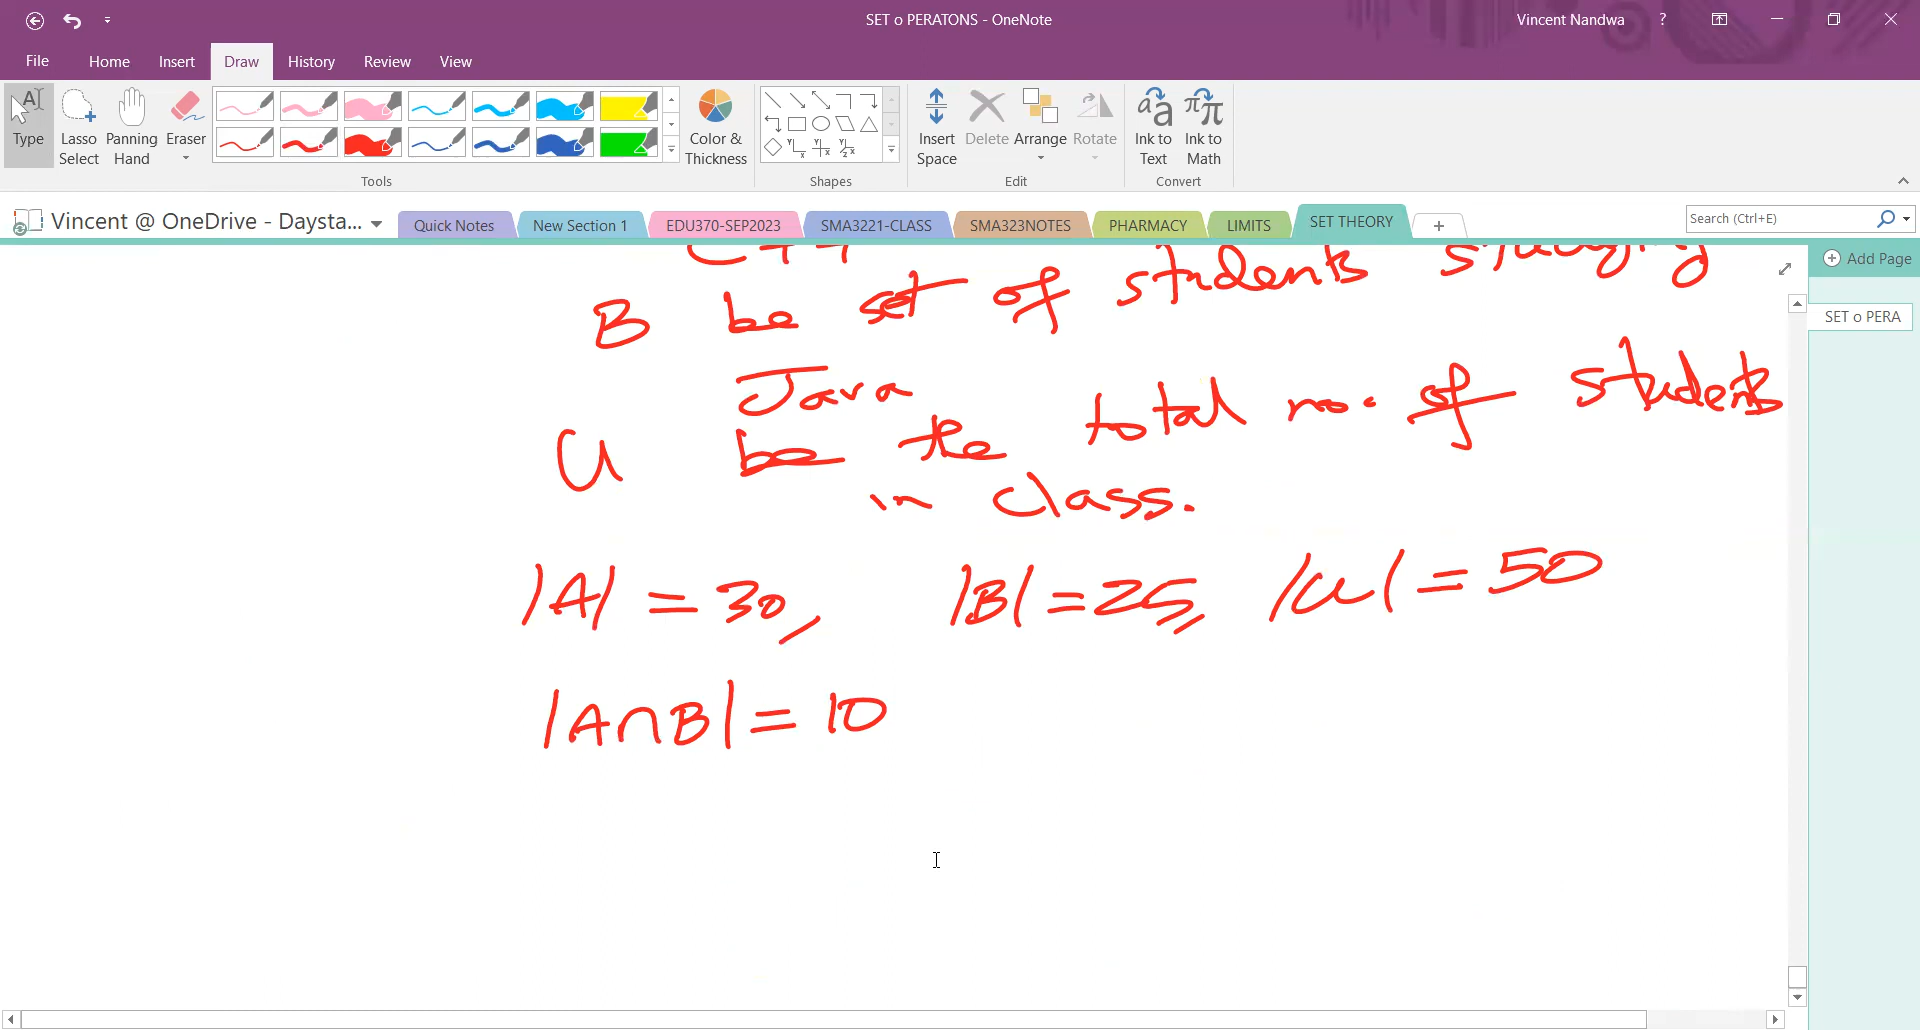 SET o PERATONS - OneNote
Vincent Nandwa
?
File Home Insert Draw History Review View
Type
Lasso Select
Panning Hand
Eraser
Color & Thickness
Insert Space
Delete
Arrange
Rotate
Ink to Text
Ink to Math
Tools
Shapes
Edit
Convert
Vincent @ OneDrive - Daysta...
Quick Notes
New Section 1
EDU370-SEP2023
SMA3221-CLASS
SMA323NOTES
PHARMACY
LIMITS
SET THEORY
+
Search (Ctrl+E)
Add Page
SET o PERA
C++
B be set of students studying
Java
U be the total no. of students
in class.
|A| = 30, |B| = 25, |U| = 50
|A∩B| = 10